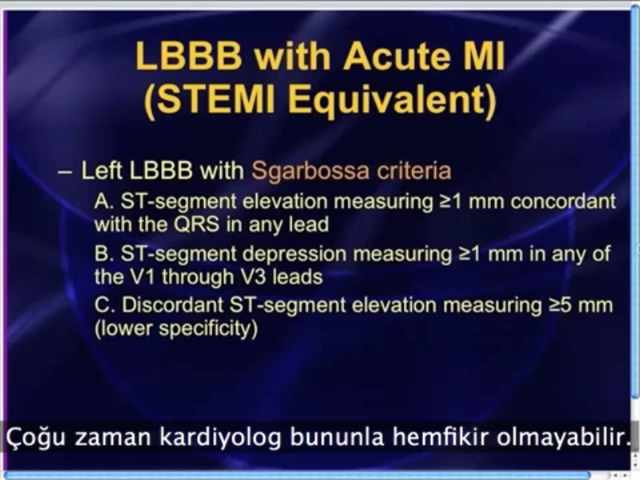 LBBB with Acute MI
(STEMI Equivalent)
– Left LBBB with Sgarbossa criteria
A. ST-segment elevation measuring ≥1 mm concordant
with the QRS in any lead
B. ST-segment depression measuring ≥1 mm in any of
the V1 through V3 leads
C. Discordant ST-segment elevation measuring ≥5 mm
(lower specificity)
Çoğu zaman kardiyolog bununla hemfikir olmayabilir.